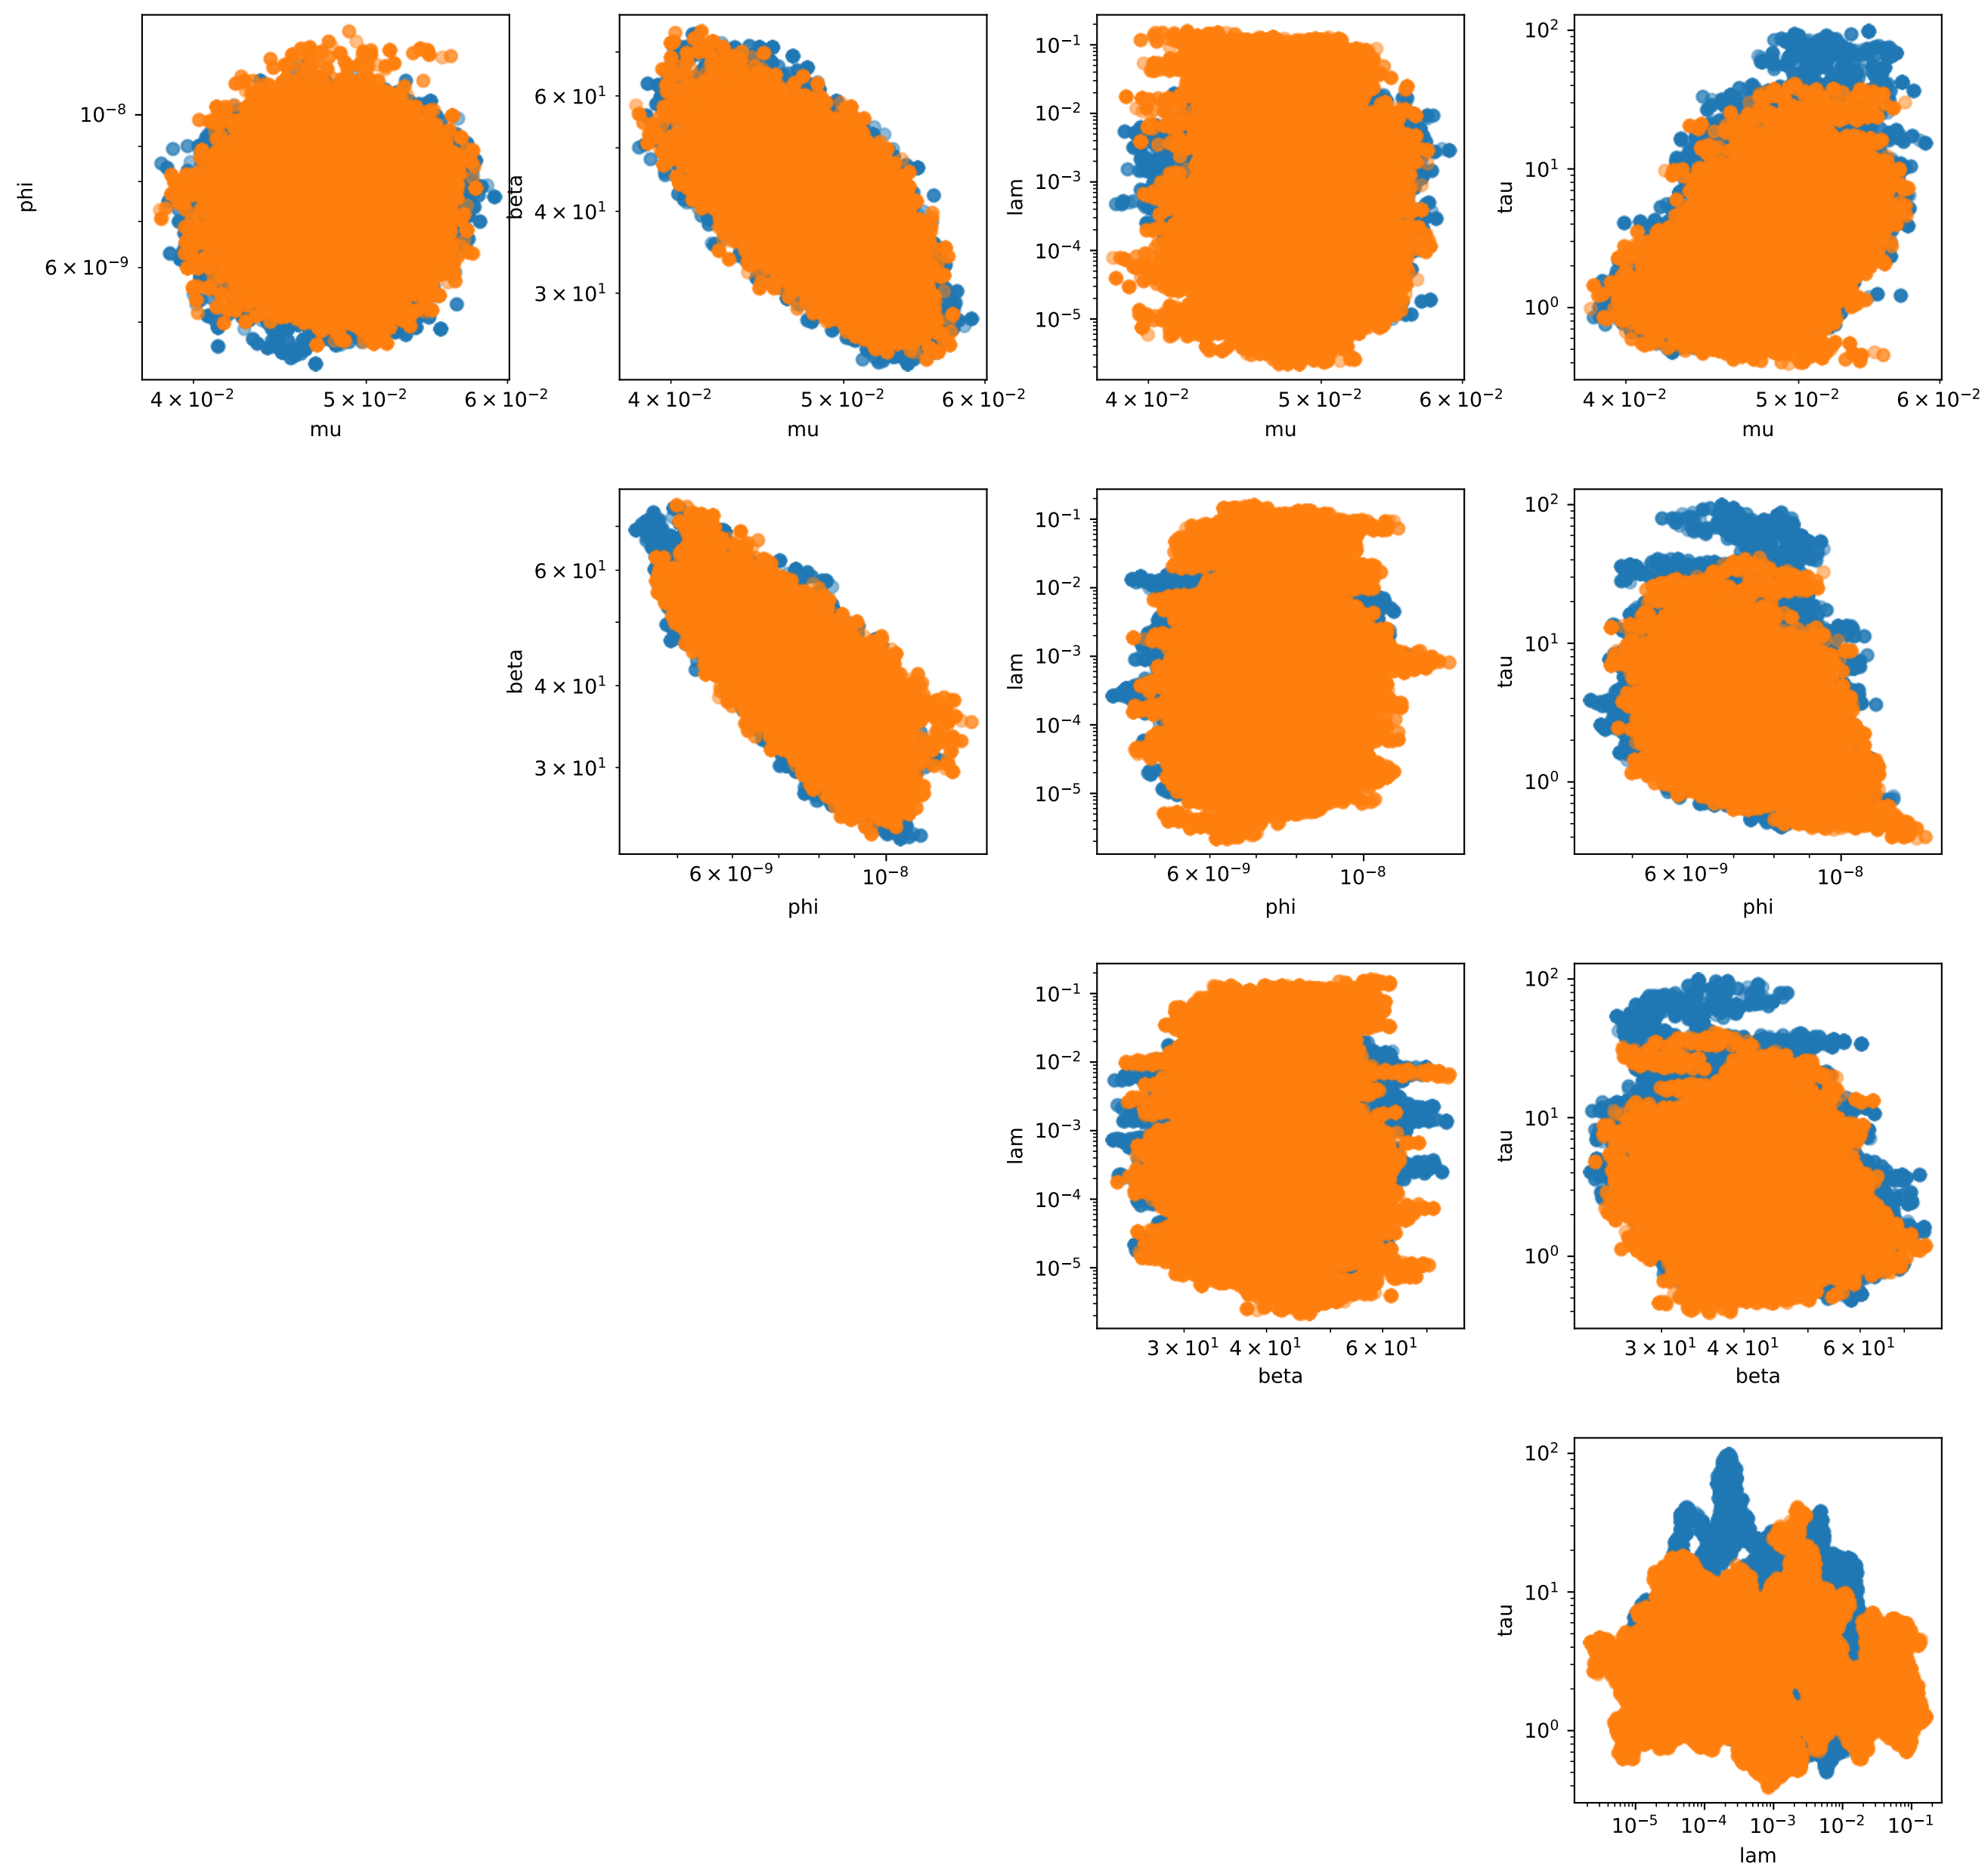 10⁻⁸
6 × 10⁻⁹
phi
4 × 10⁻²
5 × 10⁻²
6 × 10⁻²
mu
6 × 10¹
4 × 10¹
3 × 10¹
beta
4 × 10⁻²
5 × 10⁻²
6 × 10⁻²
mu
10⁻¹
10⁻²
10⁻³
10⁻⁴
10⁻⁵
lam
4 × 10⁻²
5 × 10⁻²
6 × 10⁻²
mu
10²
10¹
10⁰
tau
4 × 10⁻²
5 × 10⁻²
6 × 10⁻²
mu
6 × 10¹
4 × 10¹
3 × 10¹
beta
6 × 10⁻⁹
10⁻⁸
phi
10⁻¹
10⁻²
10⁻³
10⁻⁴
10⁻⁵
lam
6 × 10⁻⁹
10⁻⁸
phi
10²
10¹
10⁰
tau
6 × 10⁻⁹
10⁻⁸
phi
10⁻¹
10⁻²
10⁻³
10⁻⁴
10⁻⁵
lam
3 × 10¹
4 × 10¹
6 × 10¹
beta
10²
10¹
10⁰
tau
3 × 10¹
4 × 10¹
6 × 10¹
beta
10²
10¹
10⁰
tau
10⁻⁵
10⁻⁴
10⁻³
10⁻²
10⁻¹
lam